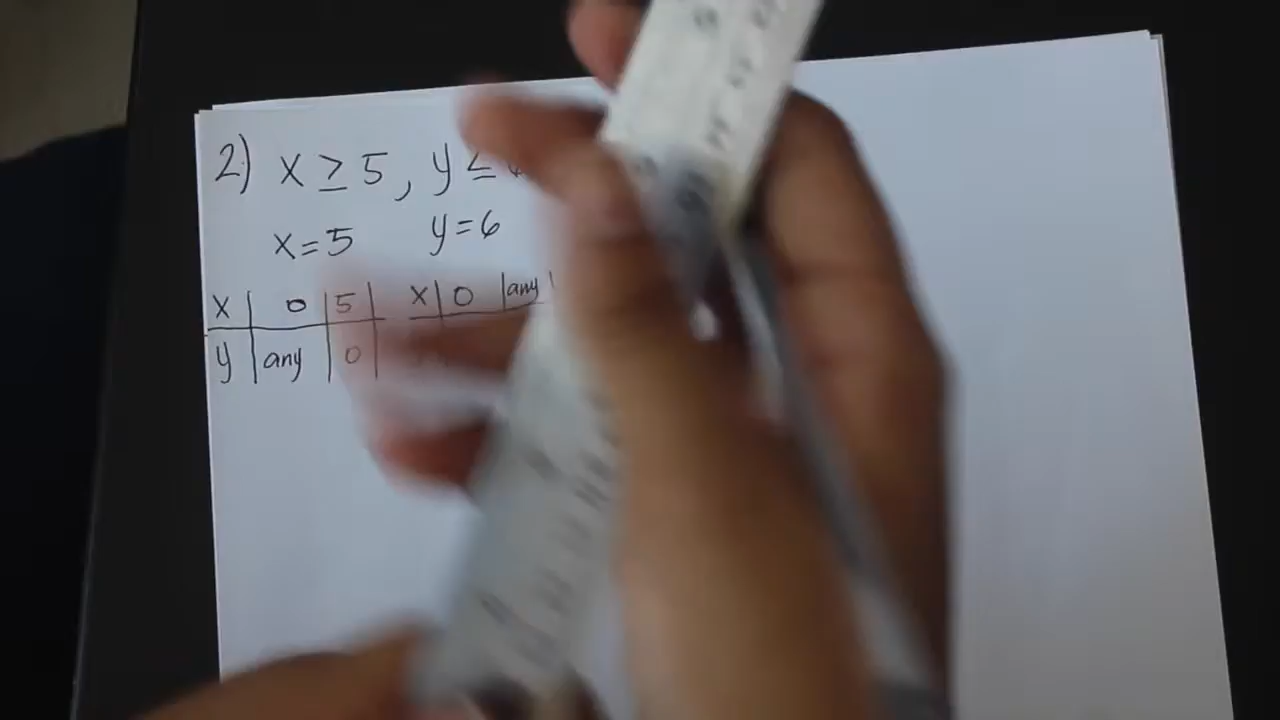 2) x ≥ 5, y ≤
x = 5 y = 6
x | 0 | 5 | x | 0 | any |
y | any | 0 |